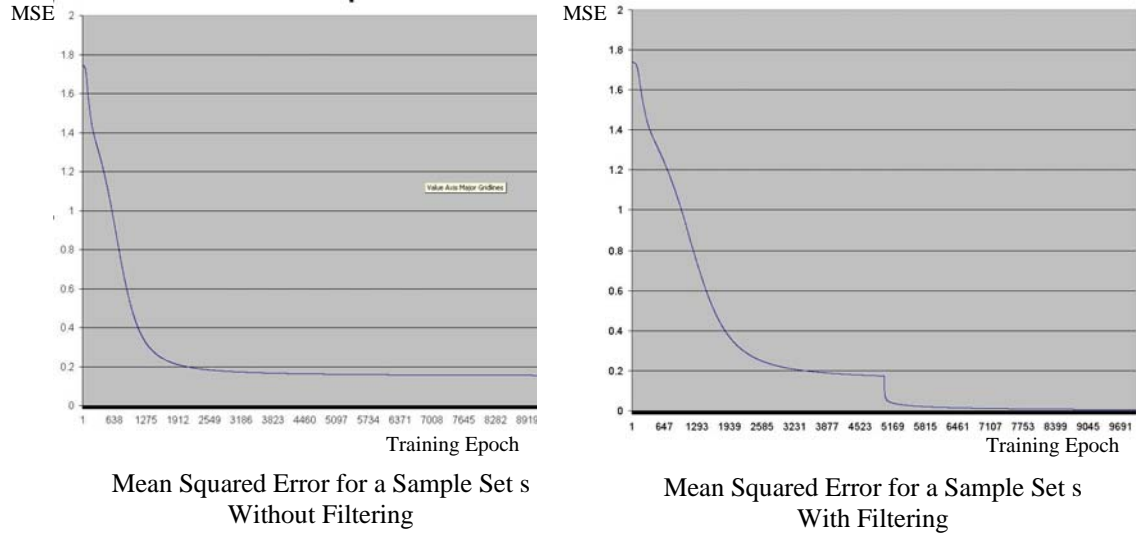 MSE
2
1.8
1.6
1.4
1.2
1
0.8
0.6
0.4
0.2
0
Value Axis Major Gridlines
1 638 1275 1912 2549 3186 3823 4460 5097 5734 6371 7008 7645 8282 8919
Training Epoch
Mean Squared Error for a Sample Set s
Without Filtering
MSE
2
1.8
1.6
1.4
1.2
1
0.8
0.6
0.4
0.2
0
1 647 1293 1939 2585 3231 3877 4523 5169 5815 6461 7107 7753 8399 9045 9691
Training Epoch
Mean Squared Error for a Sample Set s
With Filtering